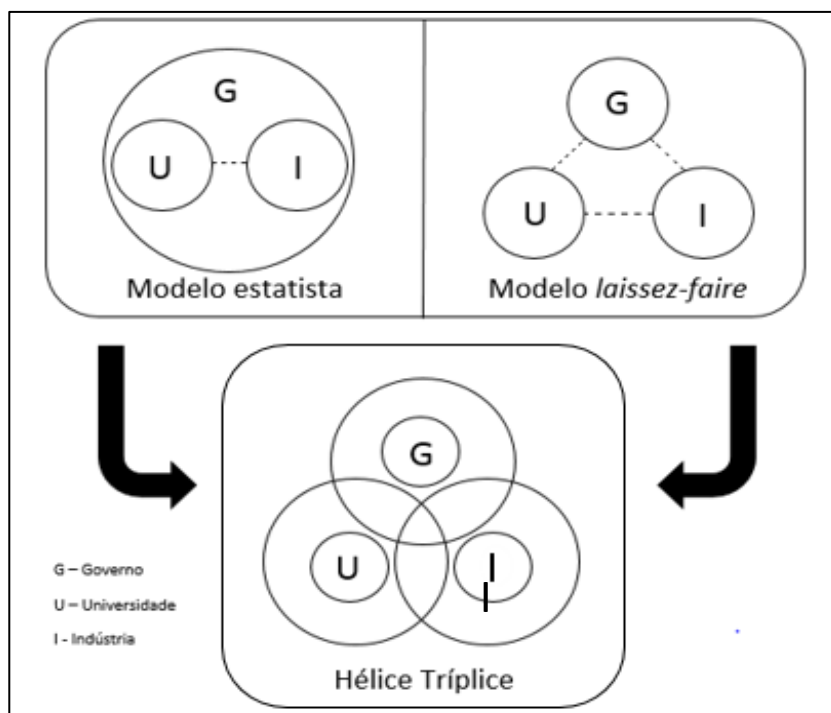 G
U
I
Modelo estatista
G
U
I
Modelo laissez-faire
G
U
I
Hélice Tríplice
G – Governo
U – Universidade
I - Indústria